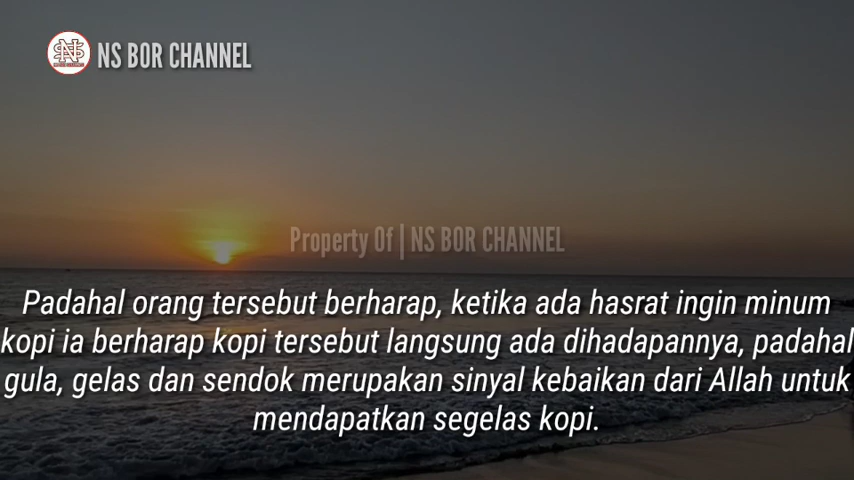 NS BOR CHANNEL
Property Of | NS BOR CHANNEL
Padahal orang tersebut berharap, ketika ada hasrat ingin minum
kopi ia berharap kopi tersebut langsung ada dihadapannya, padahal
gula, gelas dan sendok merupakan sinyal kebaikan dari Allah untuk
mendapatkan segelas kopi.